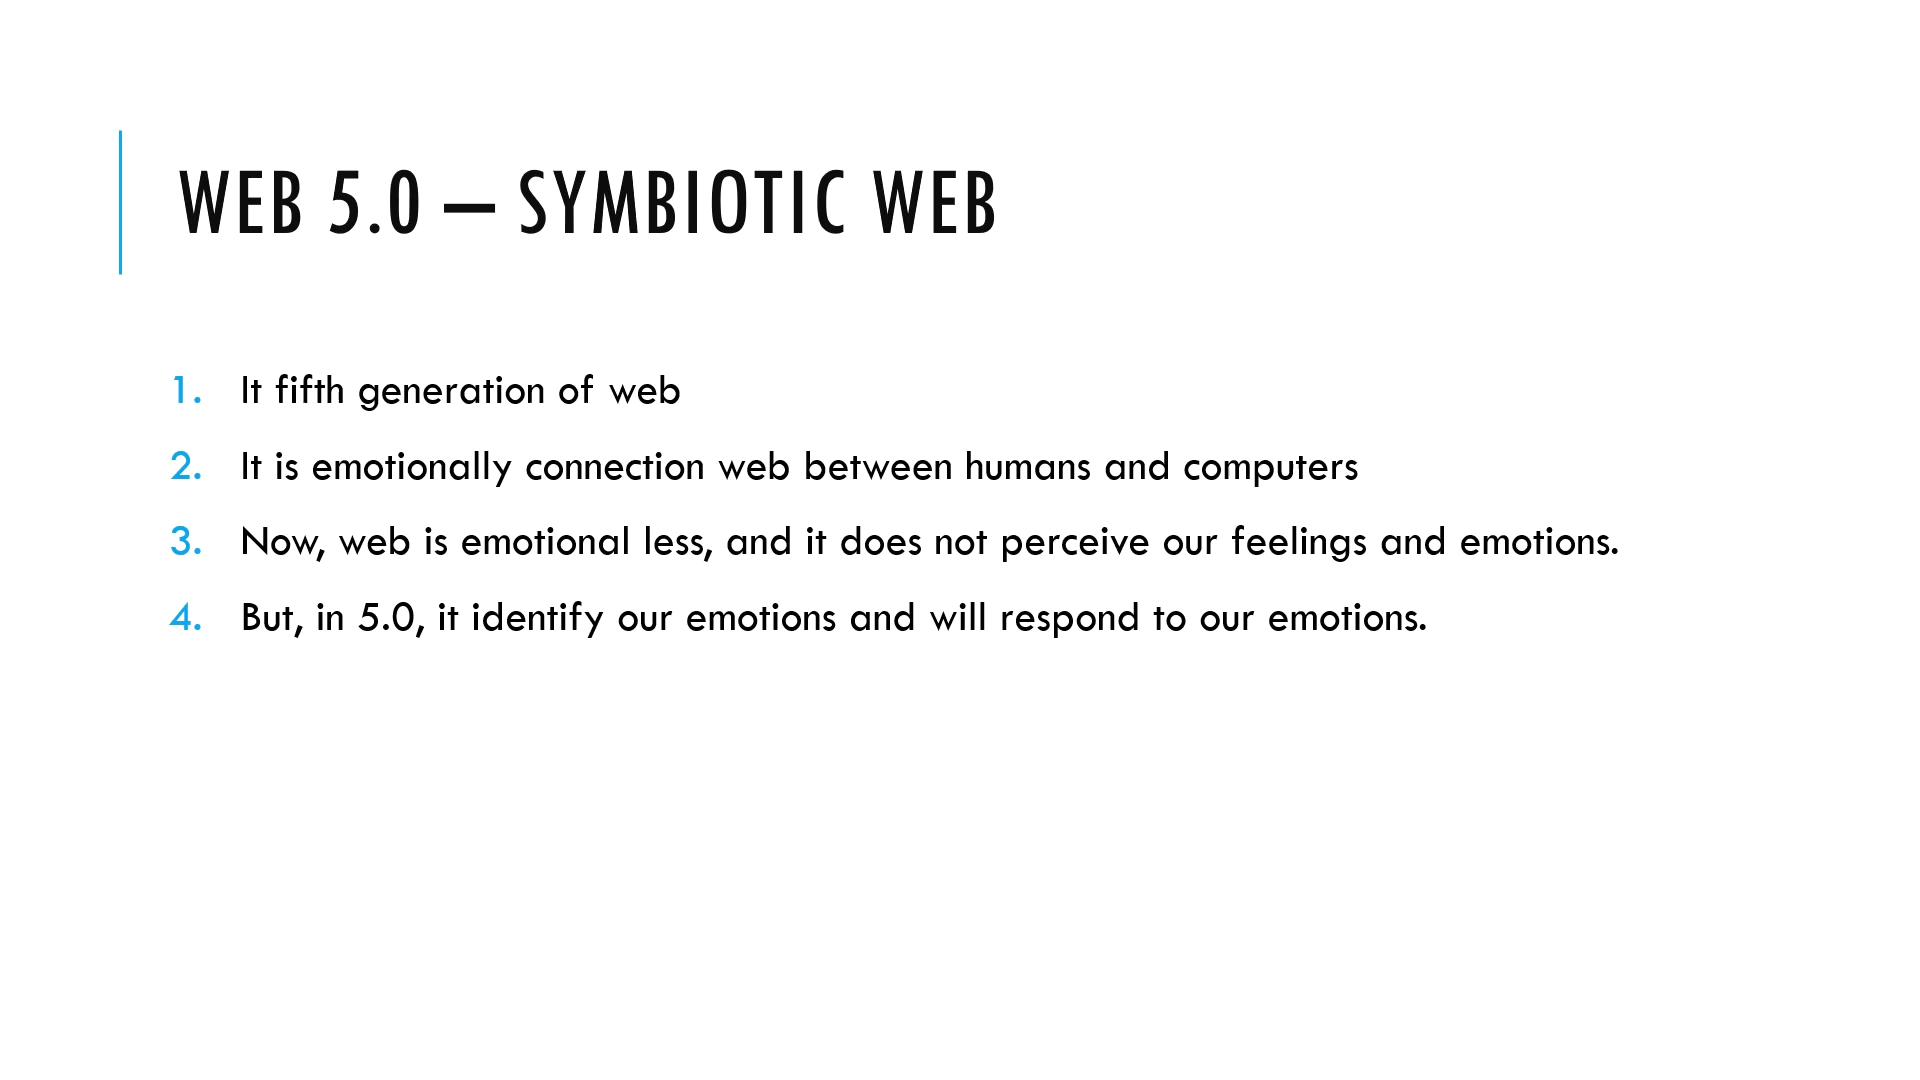 WEB 5.0 – SYMBIOTIC WEB
1. It fifth generation of web
2. It is emotionally connection web between humans and computers
3. Now, web is emotional less, and it does not perceive our feelings and emotions.
4. But, in 5.0, it identify our emotions and will respond to our emotions.